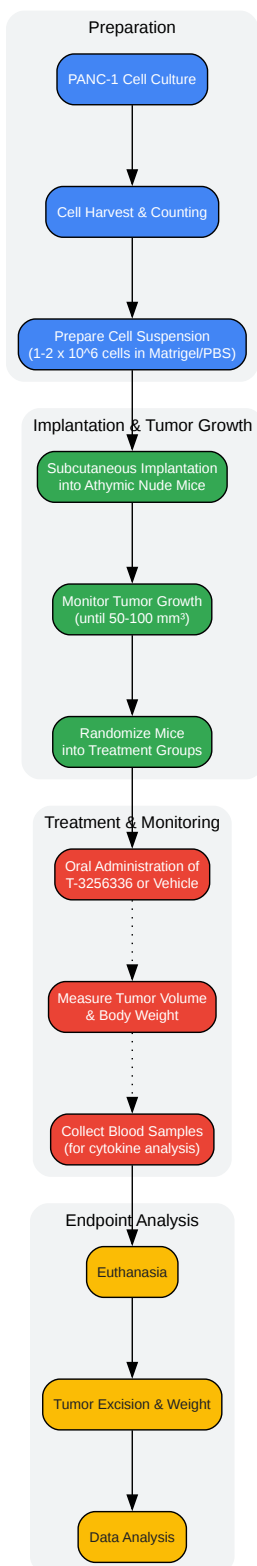 Preparation
PANC-1 Cell Culture
Cell Harvest & Counting
Prepare Cell Suspension
(1-2 x 10^6 cells in Matrigel/PBS)
Implantation & Tumor Growth
Subcutaneous Implantation
into Athymic Nude Mice
Monitor Tumor Growth
(until 50-100 mm³)
Randomize Mice
into Treatment Groups
Treatment & Monitoring
Oral Administration of
T-3256336 or Vehicle
Measure Tumor Volume
& Body Weight
Collect Blood Samples
(for cytokine analysis)
Endpoint Analysis
Euthanasia
Tumor Excision & Weight
Data Analysis